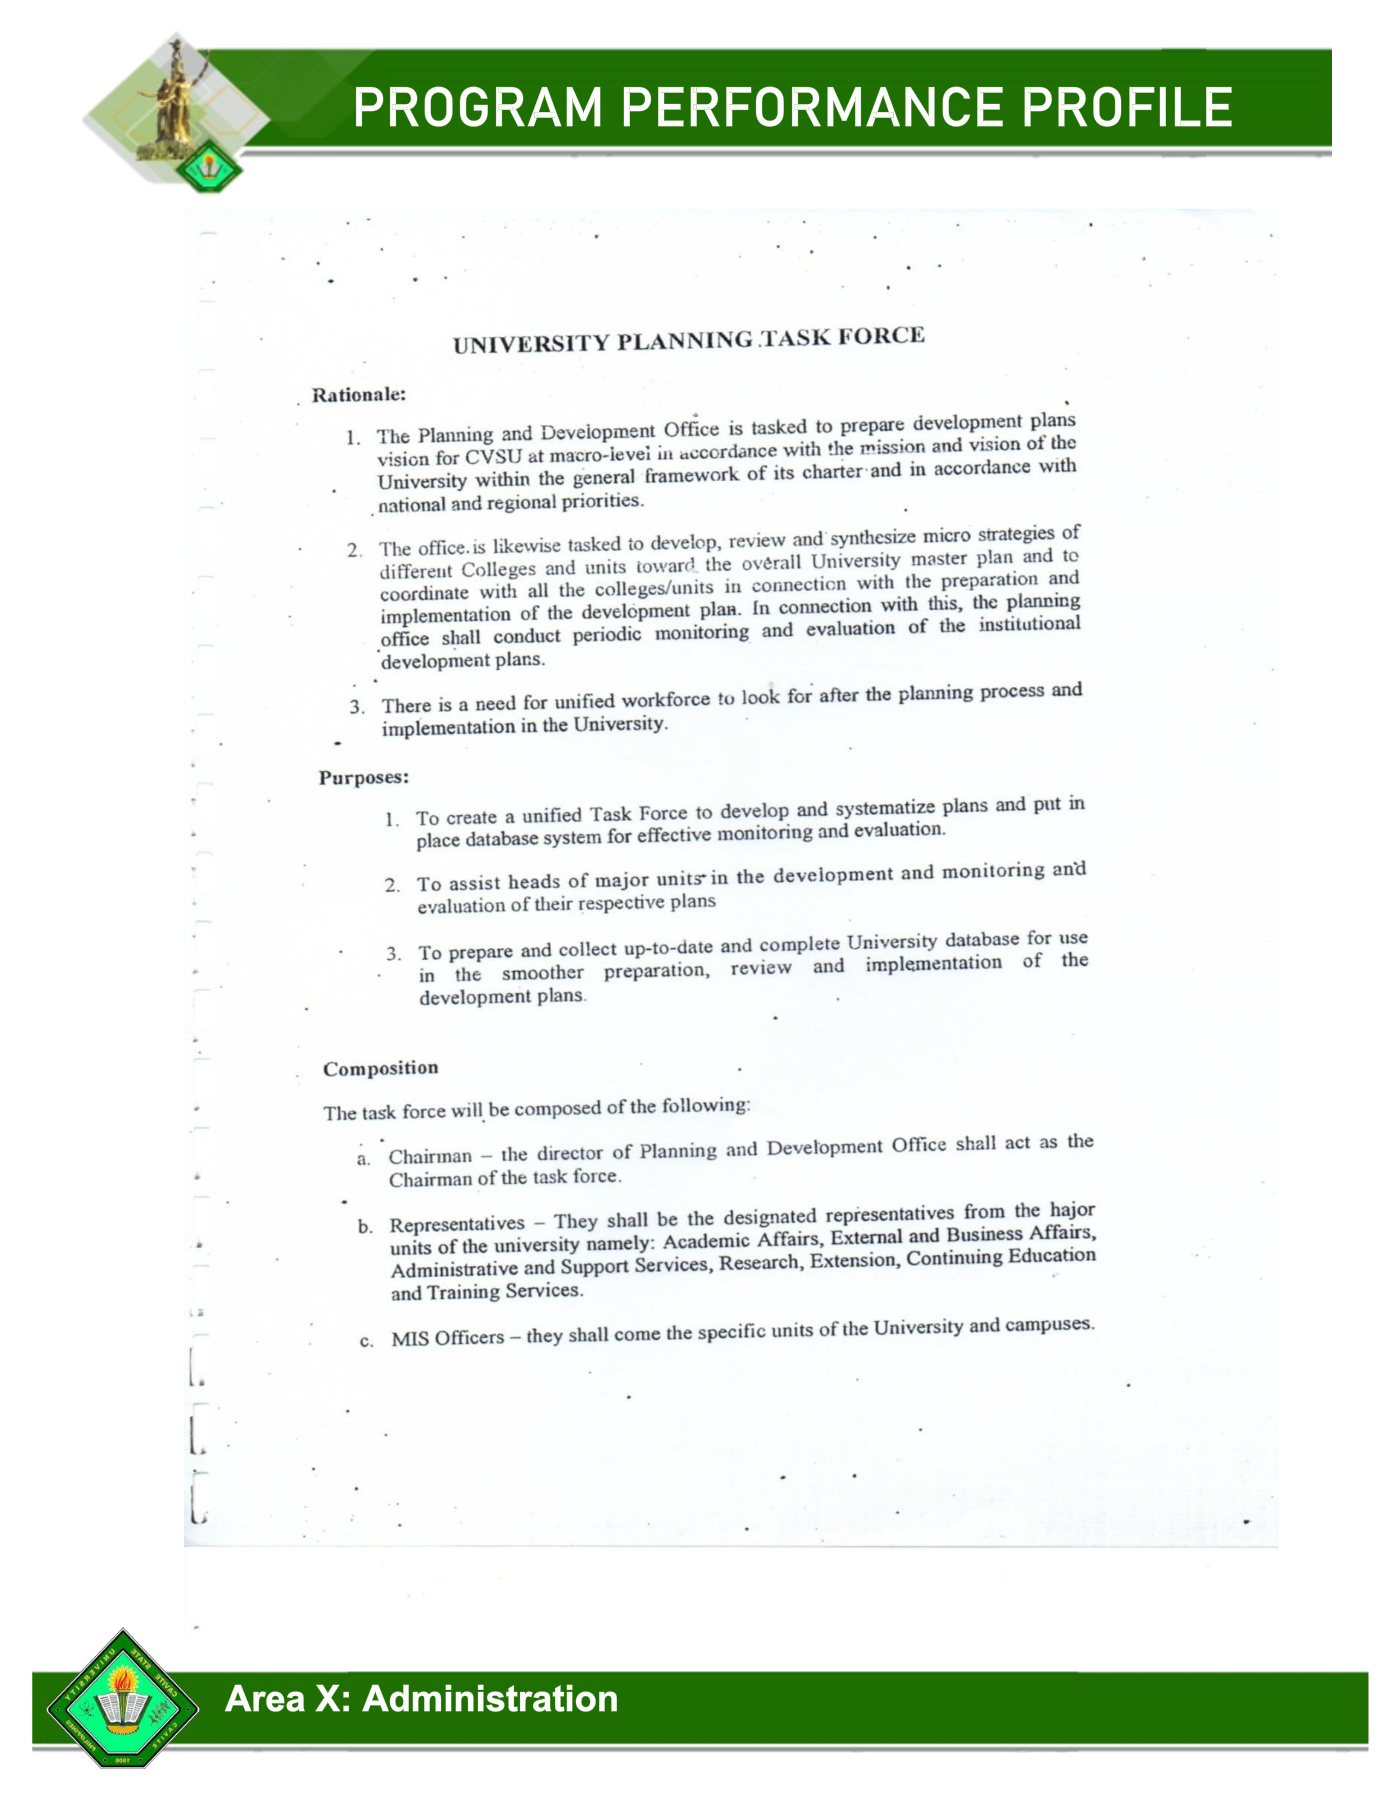 PROGRAM PERFORMANCE PROFILE
UNIVERSITY PLANNING TASK FORCE
Rationale:
1. The Planning and Development Office is tasked to prepare development plans
vision for CVSU at macro-level in accordance with the mission and vision of the
University within the general framework of its charter and in accordance with
national and regional priorities.
2. The office is likewise tasked to develop, review and synthesize micro strategies of
different Colleges and units toward the overall University master plan and to
coordinate with all the colleges/units in connection with the preparation and
implementation of the development plan. In connection with this, the planning
office shall conduct periodic monitoring and evaluation of the institutional
development plans.
3. There is a need for unified workforce to look for after the planning process and
implementation in the University.
Purposes:
1. To create a unified Task Force to develop and systematize plans and put in
place database system for effective monitoring and evaluation.
2. To assist heads of major units in the development and monitoring and
evaluation of their respective plans
3. To prepare and collect up-to-date and complete University database for use
in the smoother preparation, review and implementation of the
development plans.
Composition
The task force will be composed of the following:
a. Chairman – the director of Planning and Development Office shall act as the
Chairman of the task force.
b. Representatives – They shall be the designated representatives from the hajor
units of the university namely: Academic Affairs, External and Business Affairs,
Administrative and Support Services, Research, Extension, Continuing Education
and Training Services.
c. MIS Officers – they shall come the specific units of the University and campuses.
CAVITE STATE UNIVERSITY
CAVITE
PHILIPPINES
1906
Area X: Administration